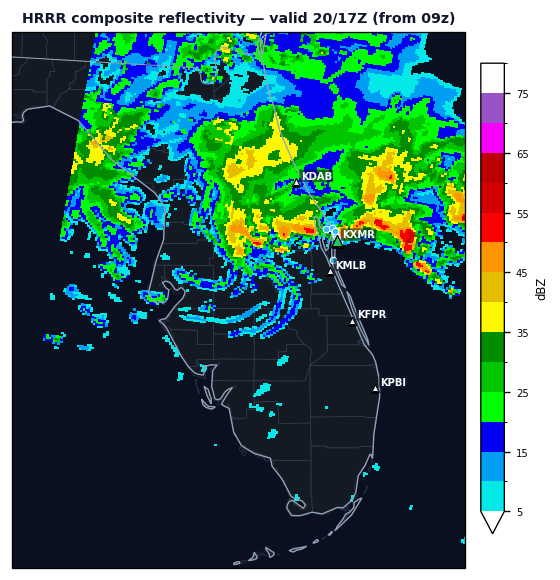 HRRR composite reflectivity — valid 20/17Z (from 09z)
KDAB
KXMR
KMLB
KFPR
KPBI
75
65
55
45
35
25
15
5
dBZ